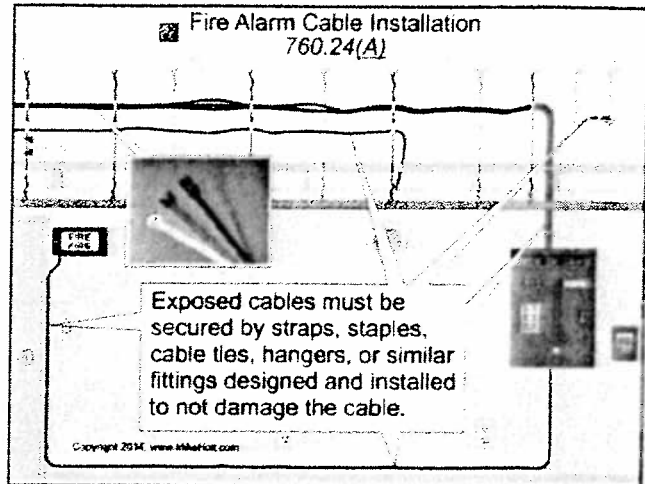 Fire Alarm Cable Installation
760.24(A)
FIRE
FIRE
Exposed cables must be
secured by straps, staples,
cable ties, hangers, or similar
fittings designed and installed
to not damage the cable.
Copyright 2014, www.MikeHolt.com